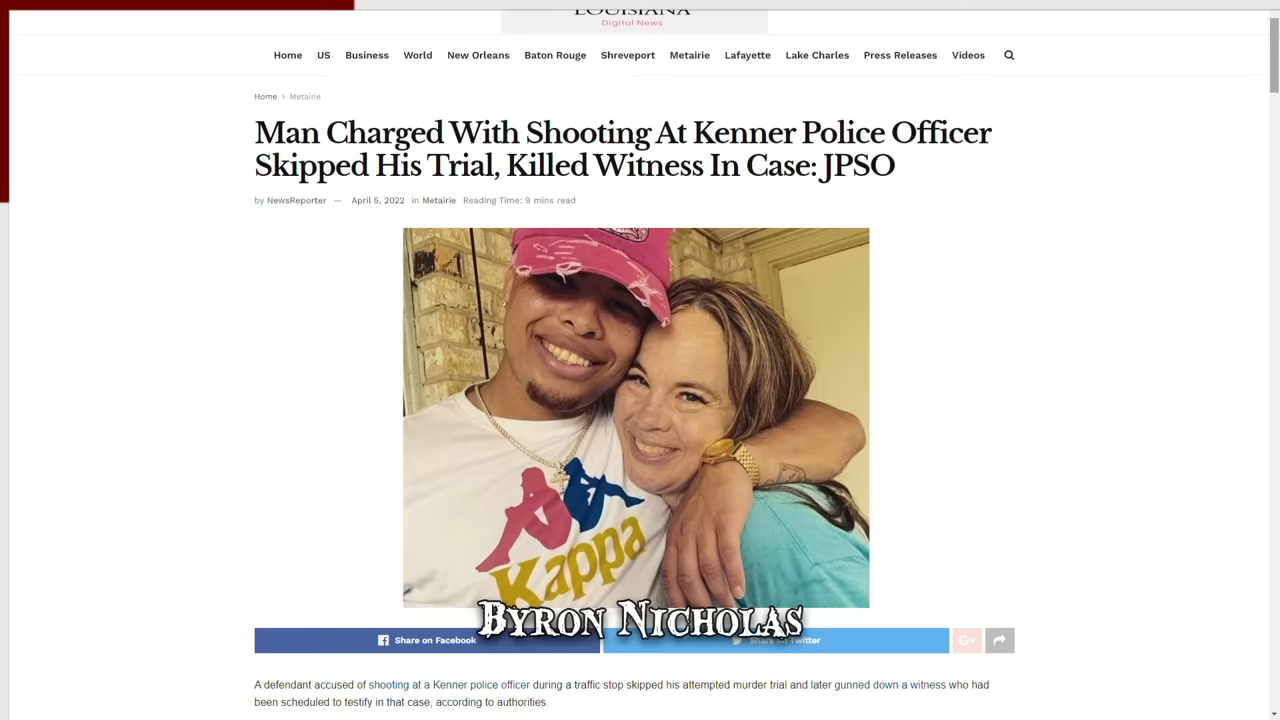 LOUISIANA
Digital News
Home US Business World New Orleans Baton Rouge Shreveport Metairie Lafayette Lake Charles Press Releases Videos
Home > Metairie
Man Charged With Shooting At Kenner Police Officer
Skipped His Trial, Killed Witness In Case: JPSO
by NewsReporter — April 5, 2022 in Metairie Reading Time: 9 mins read
Kappa
Byron Nicholas
Share on Facebook Share on Twitter G+
A defendant accused of shooting at a Kenner police officer during a traffic stop skipped his attempted murder trial and later gunned down a witness who had
been scheduled to testify in that case, according to authorities.